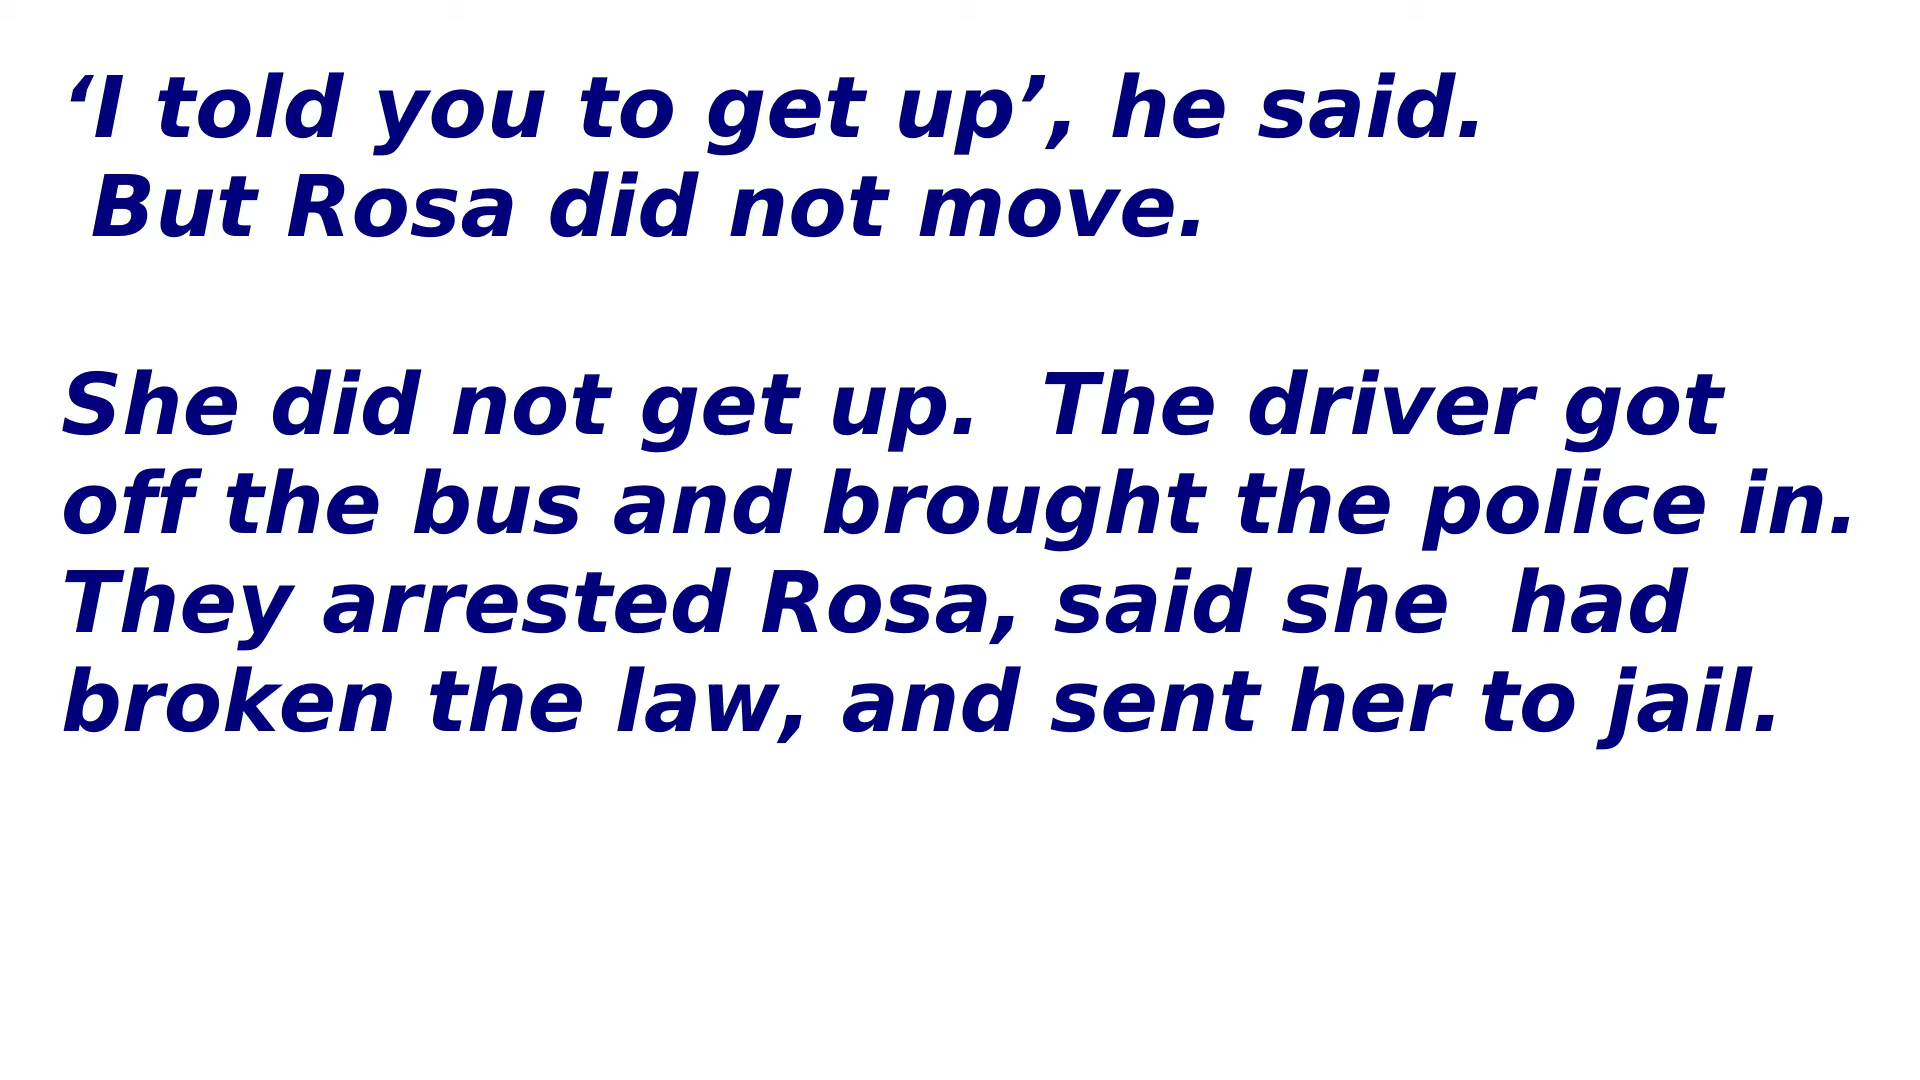 ‘I told you to get up’, he said.
But Rosa did not move.
She did not get up.  The driver got
off the bus and brought the police in.
They arrested Rosa, said she  had
broken the law, and sent her to jail.